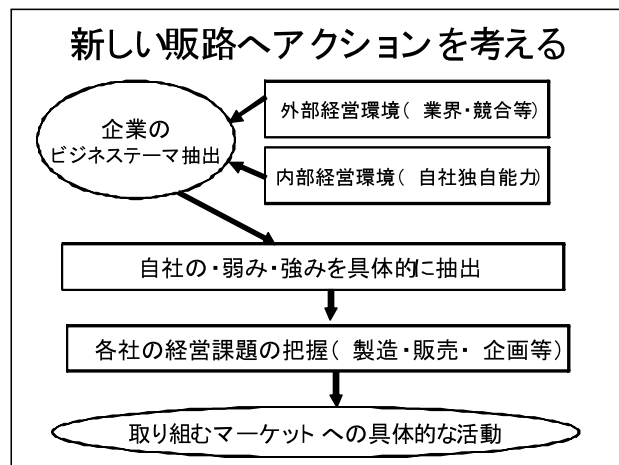 新しい販路へアクションを考える
企業の
ビジネステーマ抽出
外部経営環境( 業界・競合等)
内部経営環境( 自社独自能力)
自社の・弱み・強みを具体的に抽出
各社の経営課題の把握( 製造・販売・ 企画等)
取り組むマーケット への具体的な活動